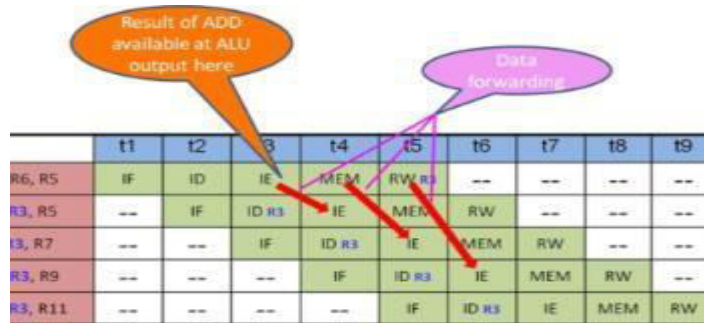 Result of ADD
available at ALU
output here
Data
forwarding
t1 t2 3 t4 t5 t6 t7 t8 t9
R6, R5 IF ID IE MEM RW R3 -- -- -- --
R3, R5 -- IF ID R3 IE MEM RW -- -- --
3, R7 -- -- IF ID R3 IE MEM RW -- --
R3, R9 -- -- -- IF ID R3 IE MEM RW --
R3, R11 -- -- -- -- IF ID R3 IE MEM RW